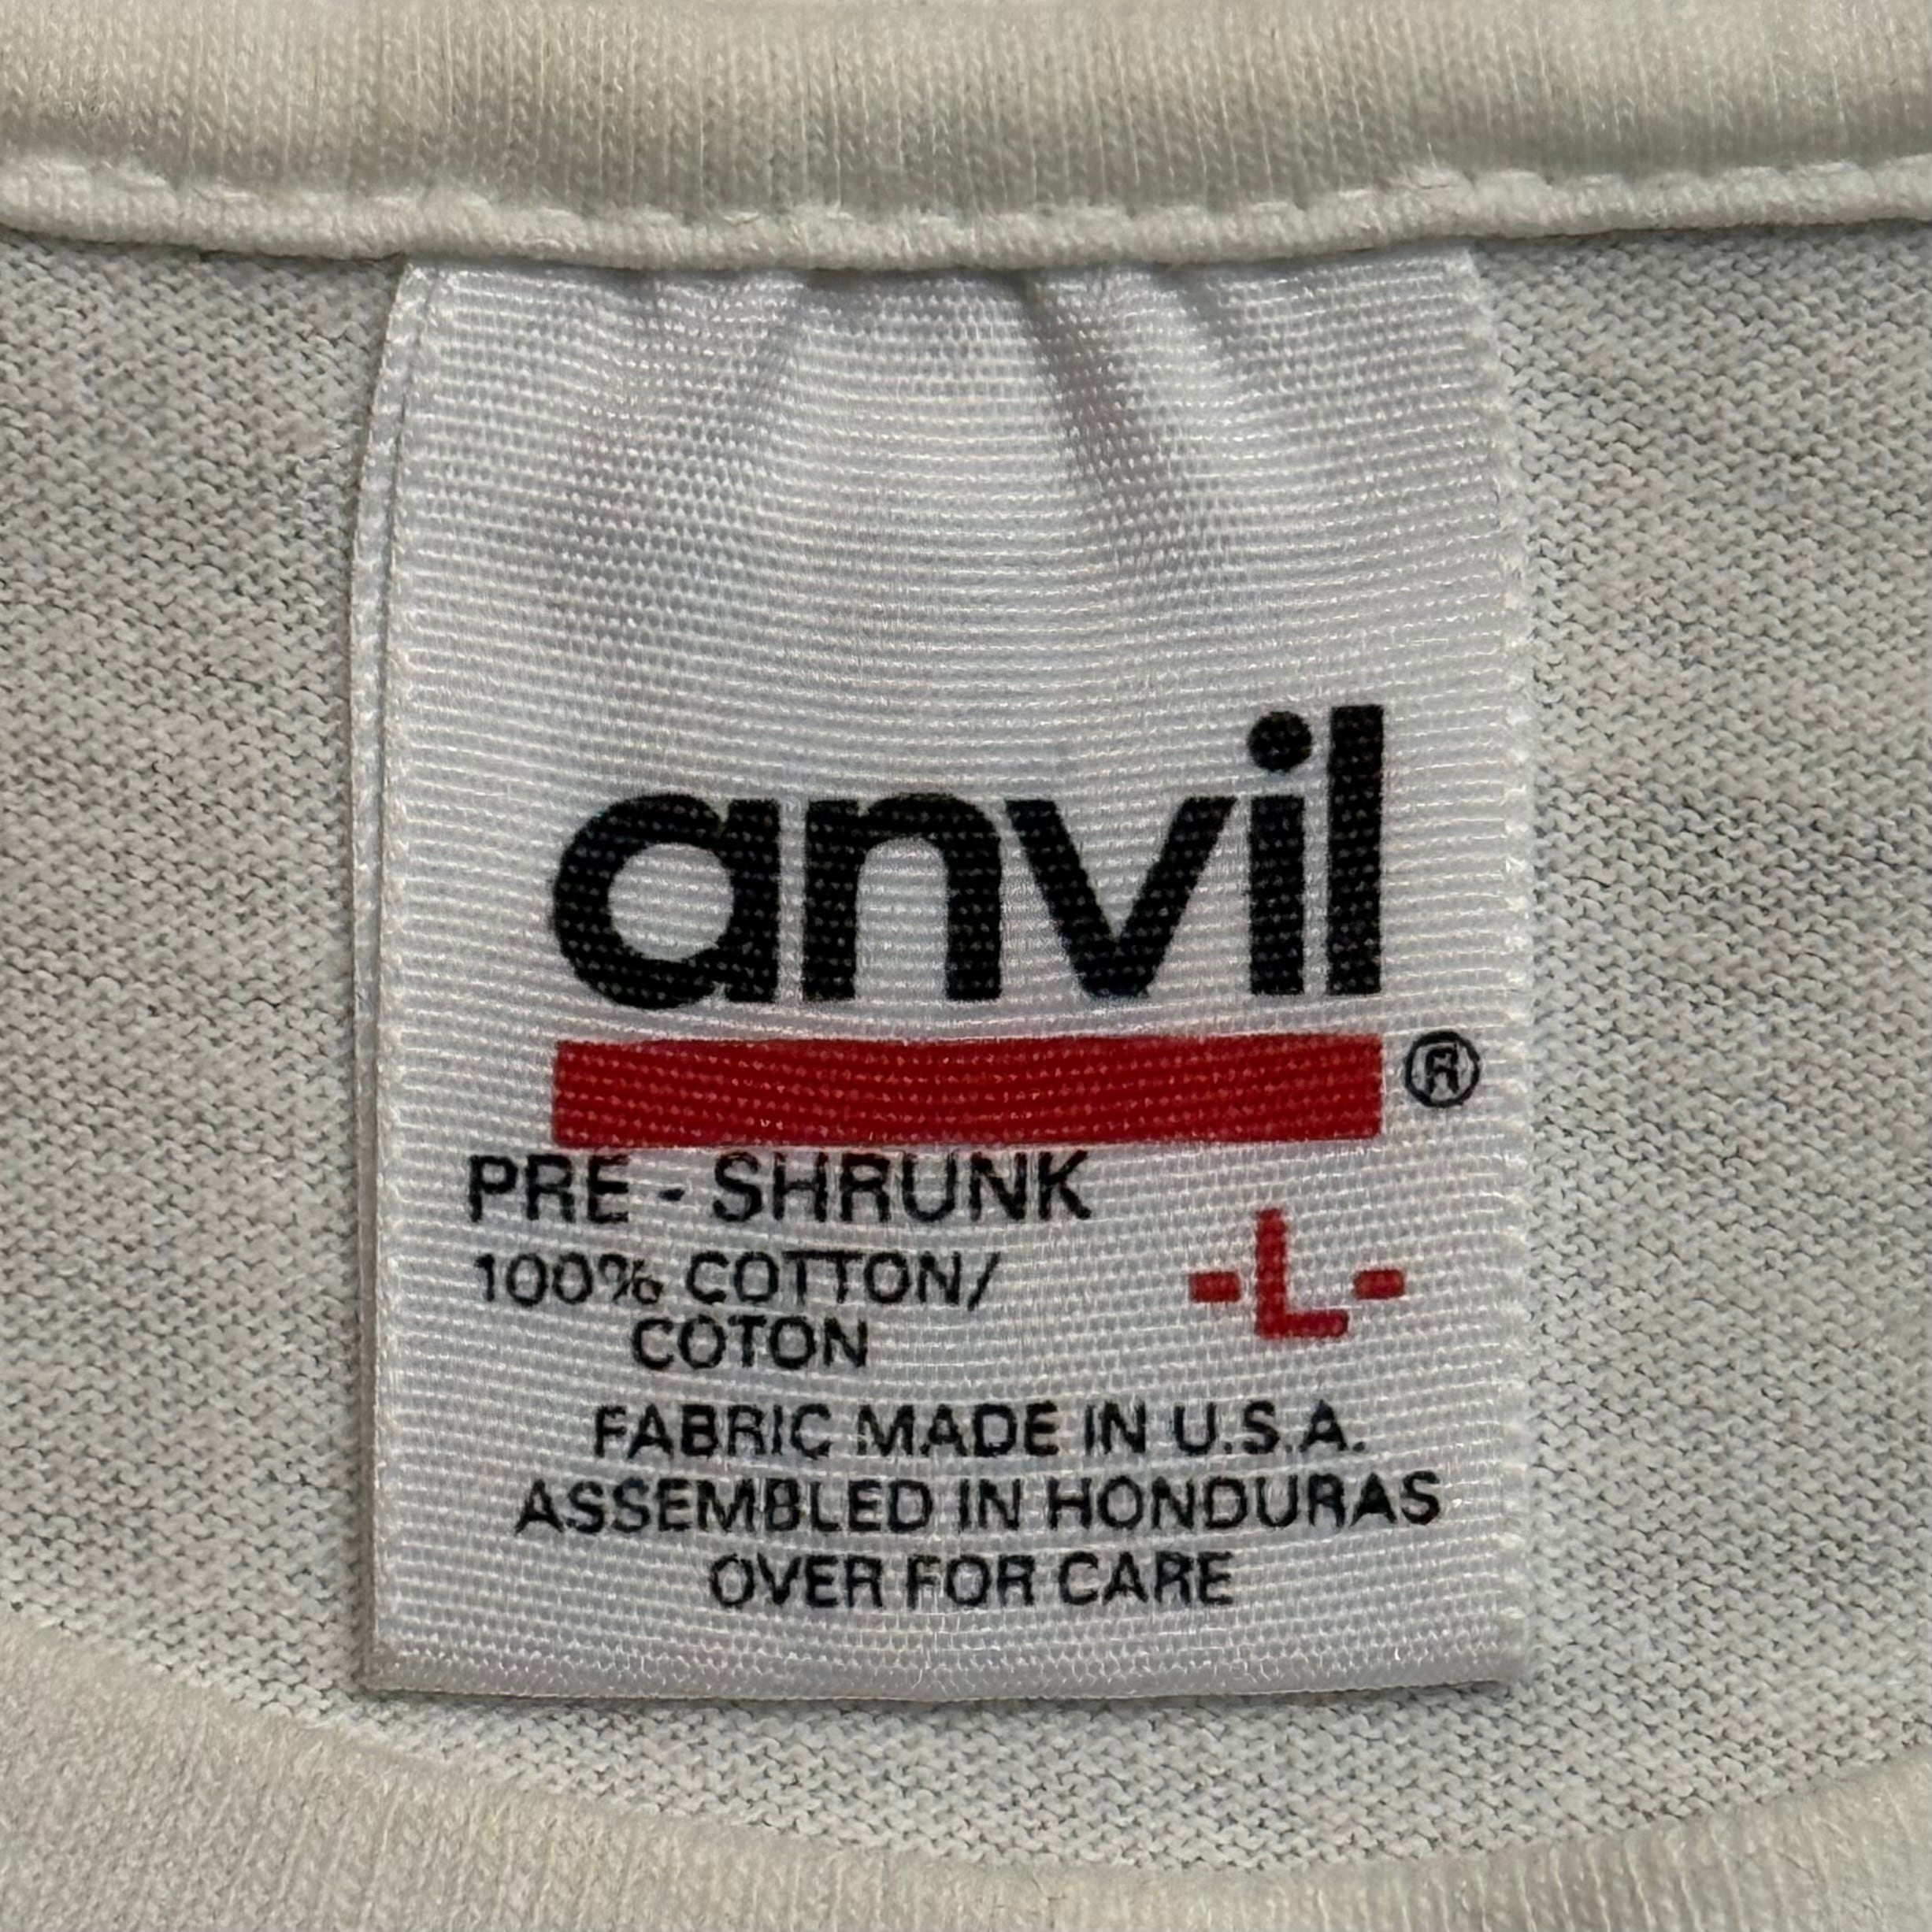 anvil
®
PRE - SHRUNK
100% COTTON/
COTON
-L-
FABRIC MADE IN U.S.A.
ASSEMBLED IN HONDURAS
OVER FOR CARE